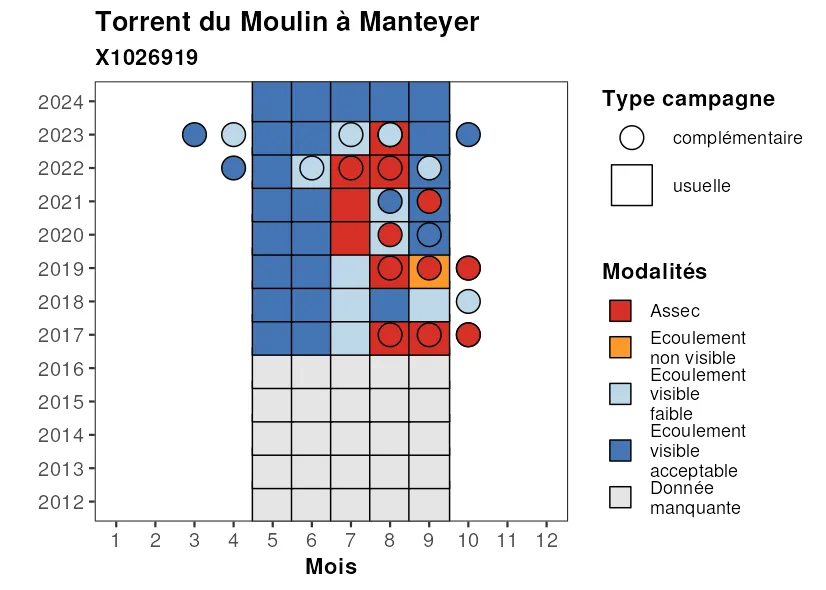 Torrent du Moulin à Manteyer
X1026919
2024
2023
2022
2021
2020
2019
2018
2017
2016
2015
2014
2013
2012
1 2 3 4 5 6 7 8 9 10 11 12
Mois
Type campagne
complémentaire
usuelle
Modalités
Assec
Ecoulement
non visible
Ecoulement
visible
faible
Ecoulement
visible
acceptable
Donnée
manquante